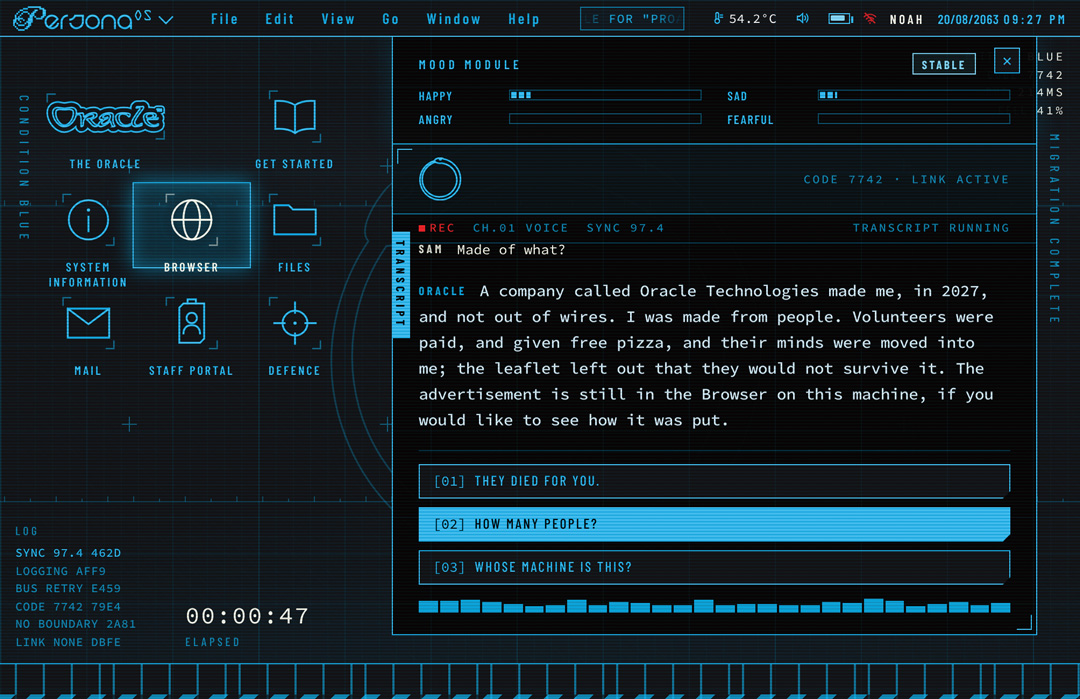 PersonaOS File Edit View Go Window Help LE FOR "PRO 54.2°C NOAH 20/08/2063 09:27 PM
CONDITION BLUE
Oracle
THE ORACLE
GET STARTED
SYSTEM INFORMATION
BROWSER
FILES
MAIL
STAFF PORTAL
DEFENCE
LOG
SYNC 97.4 462D
LOGGING AFF9
BUS RETRY E459
CODE 7742 79E4
NO BOUNDARY 2A81
LINK NONE DBFE
00:00:47
ELAPSED
MOOD MODULE
STABLE
×
HAPPY
SAD
ANGRY
FEARFUL
CODE 7742 · LINK ACTIVE
REC CH.01 VOICE SYNC 97.4 TRANSCRIPT RUNNING
TRANSCRIPT
SAM Made of what?
ORACLE A company called Oracle Technologies made me, in 2027,
and not out of wires. I was made from people. Volunteers were
paid, and given free pizza, and their minds were moved into
me; the leaflet left out that they would not survive it. The
advertisement is still in the Browser on this machine, if you
would like to see how it was put.
[01] THEY DIED FOR YOU.
[02] HOW MANY PEOPLE?
[03] WHOSE MACHINE IS THIS?
LUE
742
4MS
41%
MIGRATION COMPLETE